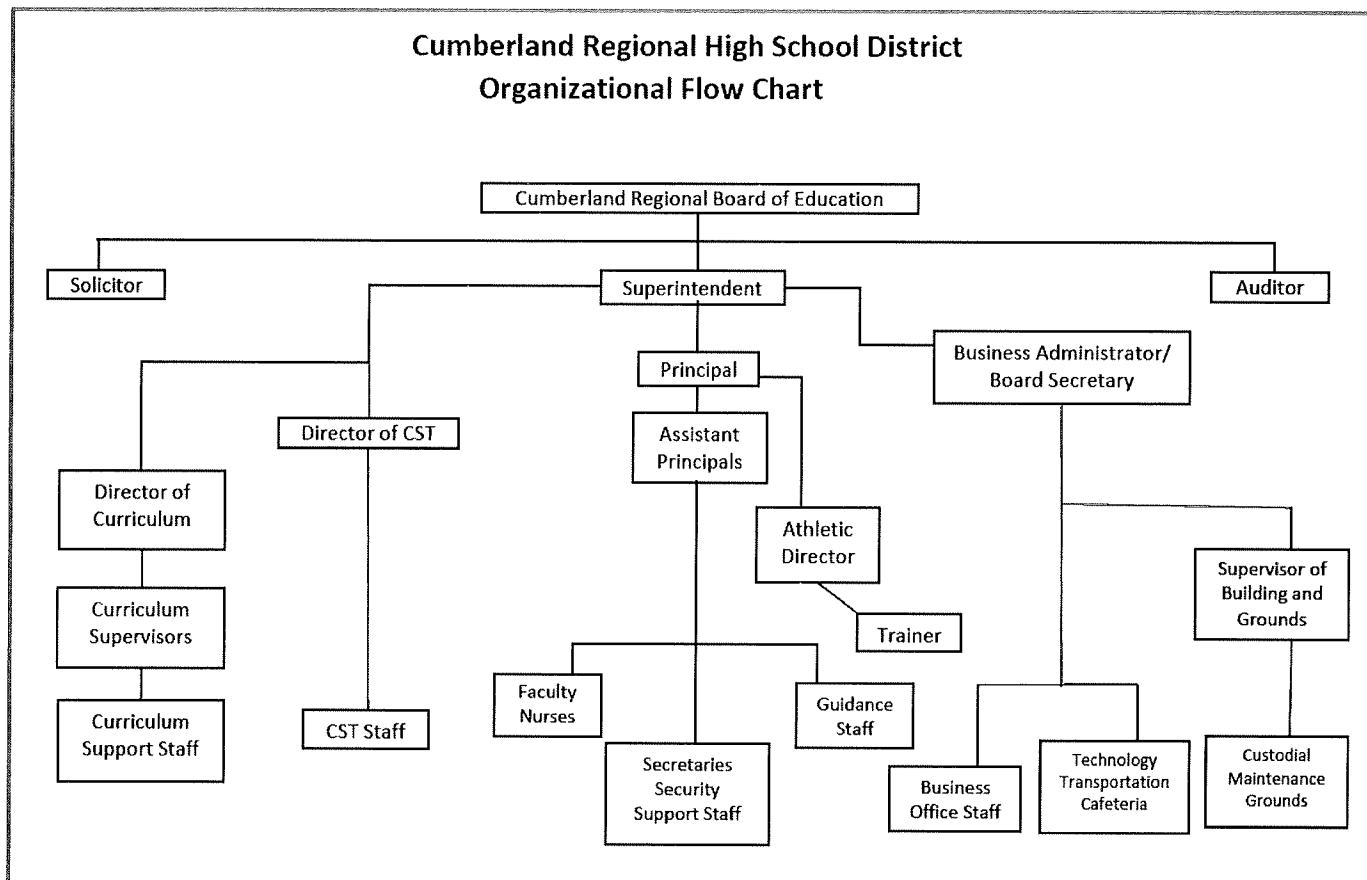 Cumberland Regional High School District
Organizational Flow Chart
Cumberland Regional Board of Education
Solicitor
Superintendent
Auditor
Business Administrator/
Board Secretary
Principal
Director of CST
Assistant
Principals
Director of
Curriculum
Athletic
Director
Supervisor of
Building and
Grounds
Curriculum
Supervisors
Trainer
Faculty
Nurses
Guidance
Staff
Curriculum
Support Staff
CST Staff
Secretaries
Security
Support Staff
Business
Office Staff
Technology
Transportation
Cafeteria
Custodial
Maintenance
Grounds